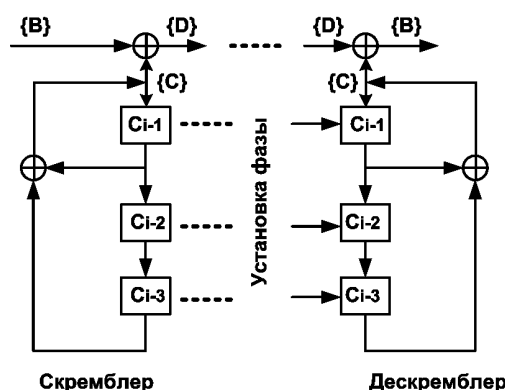 {B} {D} {D} {B}
{C} {C}
Ci-1 Ci-1
Ci-2 Ci-2
Ci-3 Ci-3
Установка фазы
Скремблер Дескремблер